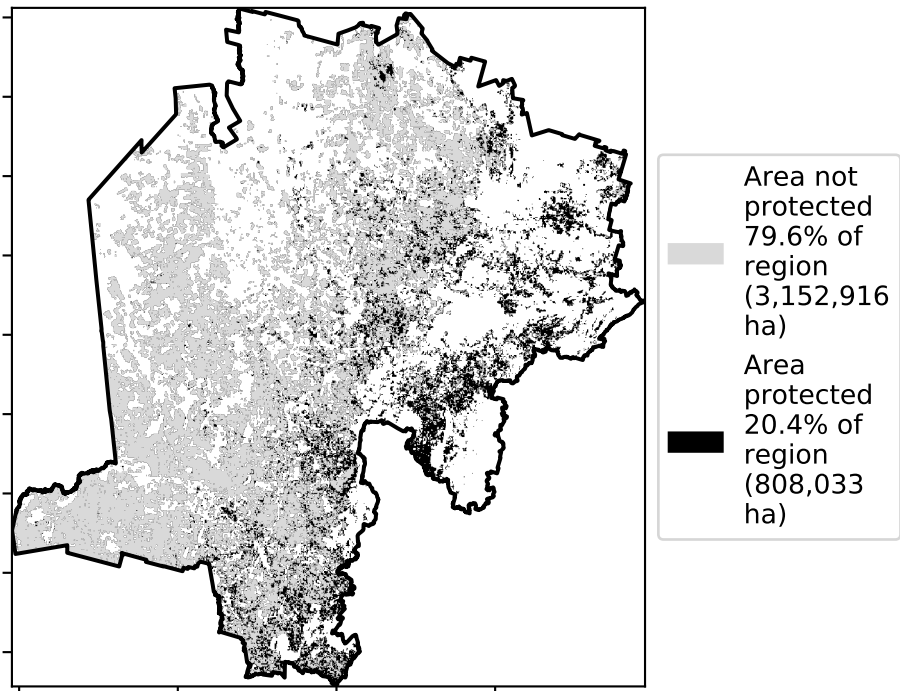 Area not
protected
79.6% of
region
(3,152,916
ha)
Area
protected
20.4% of
region
(808,033
ha)